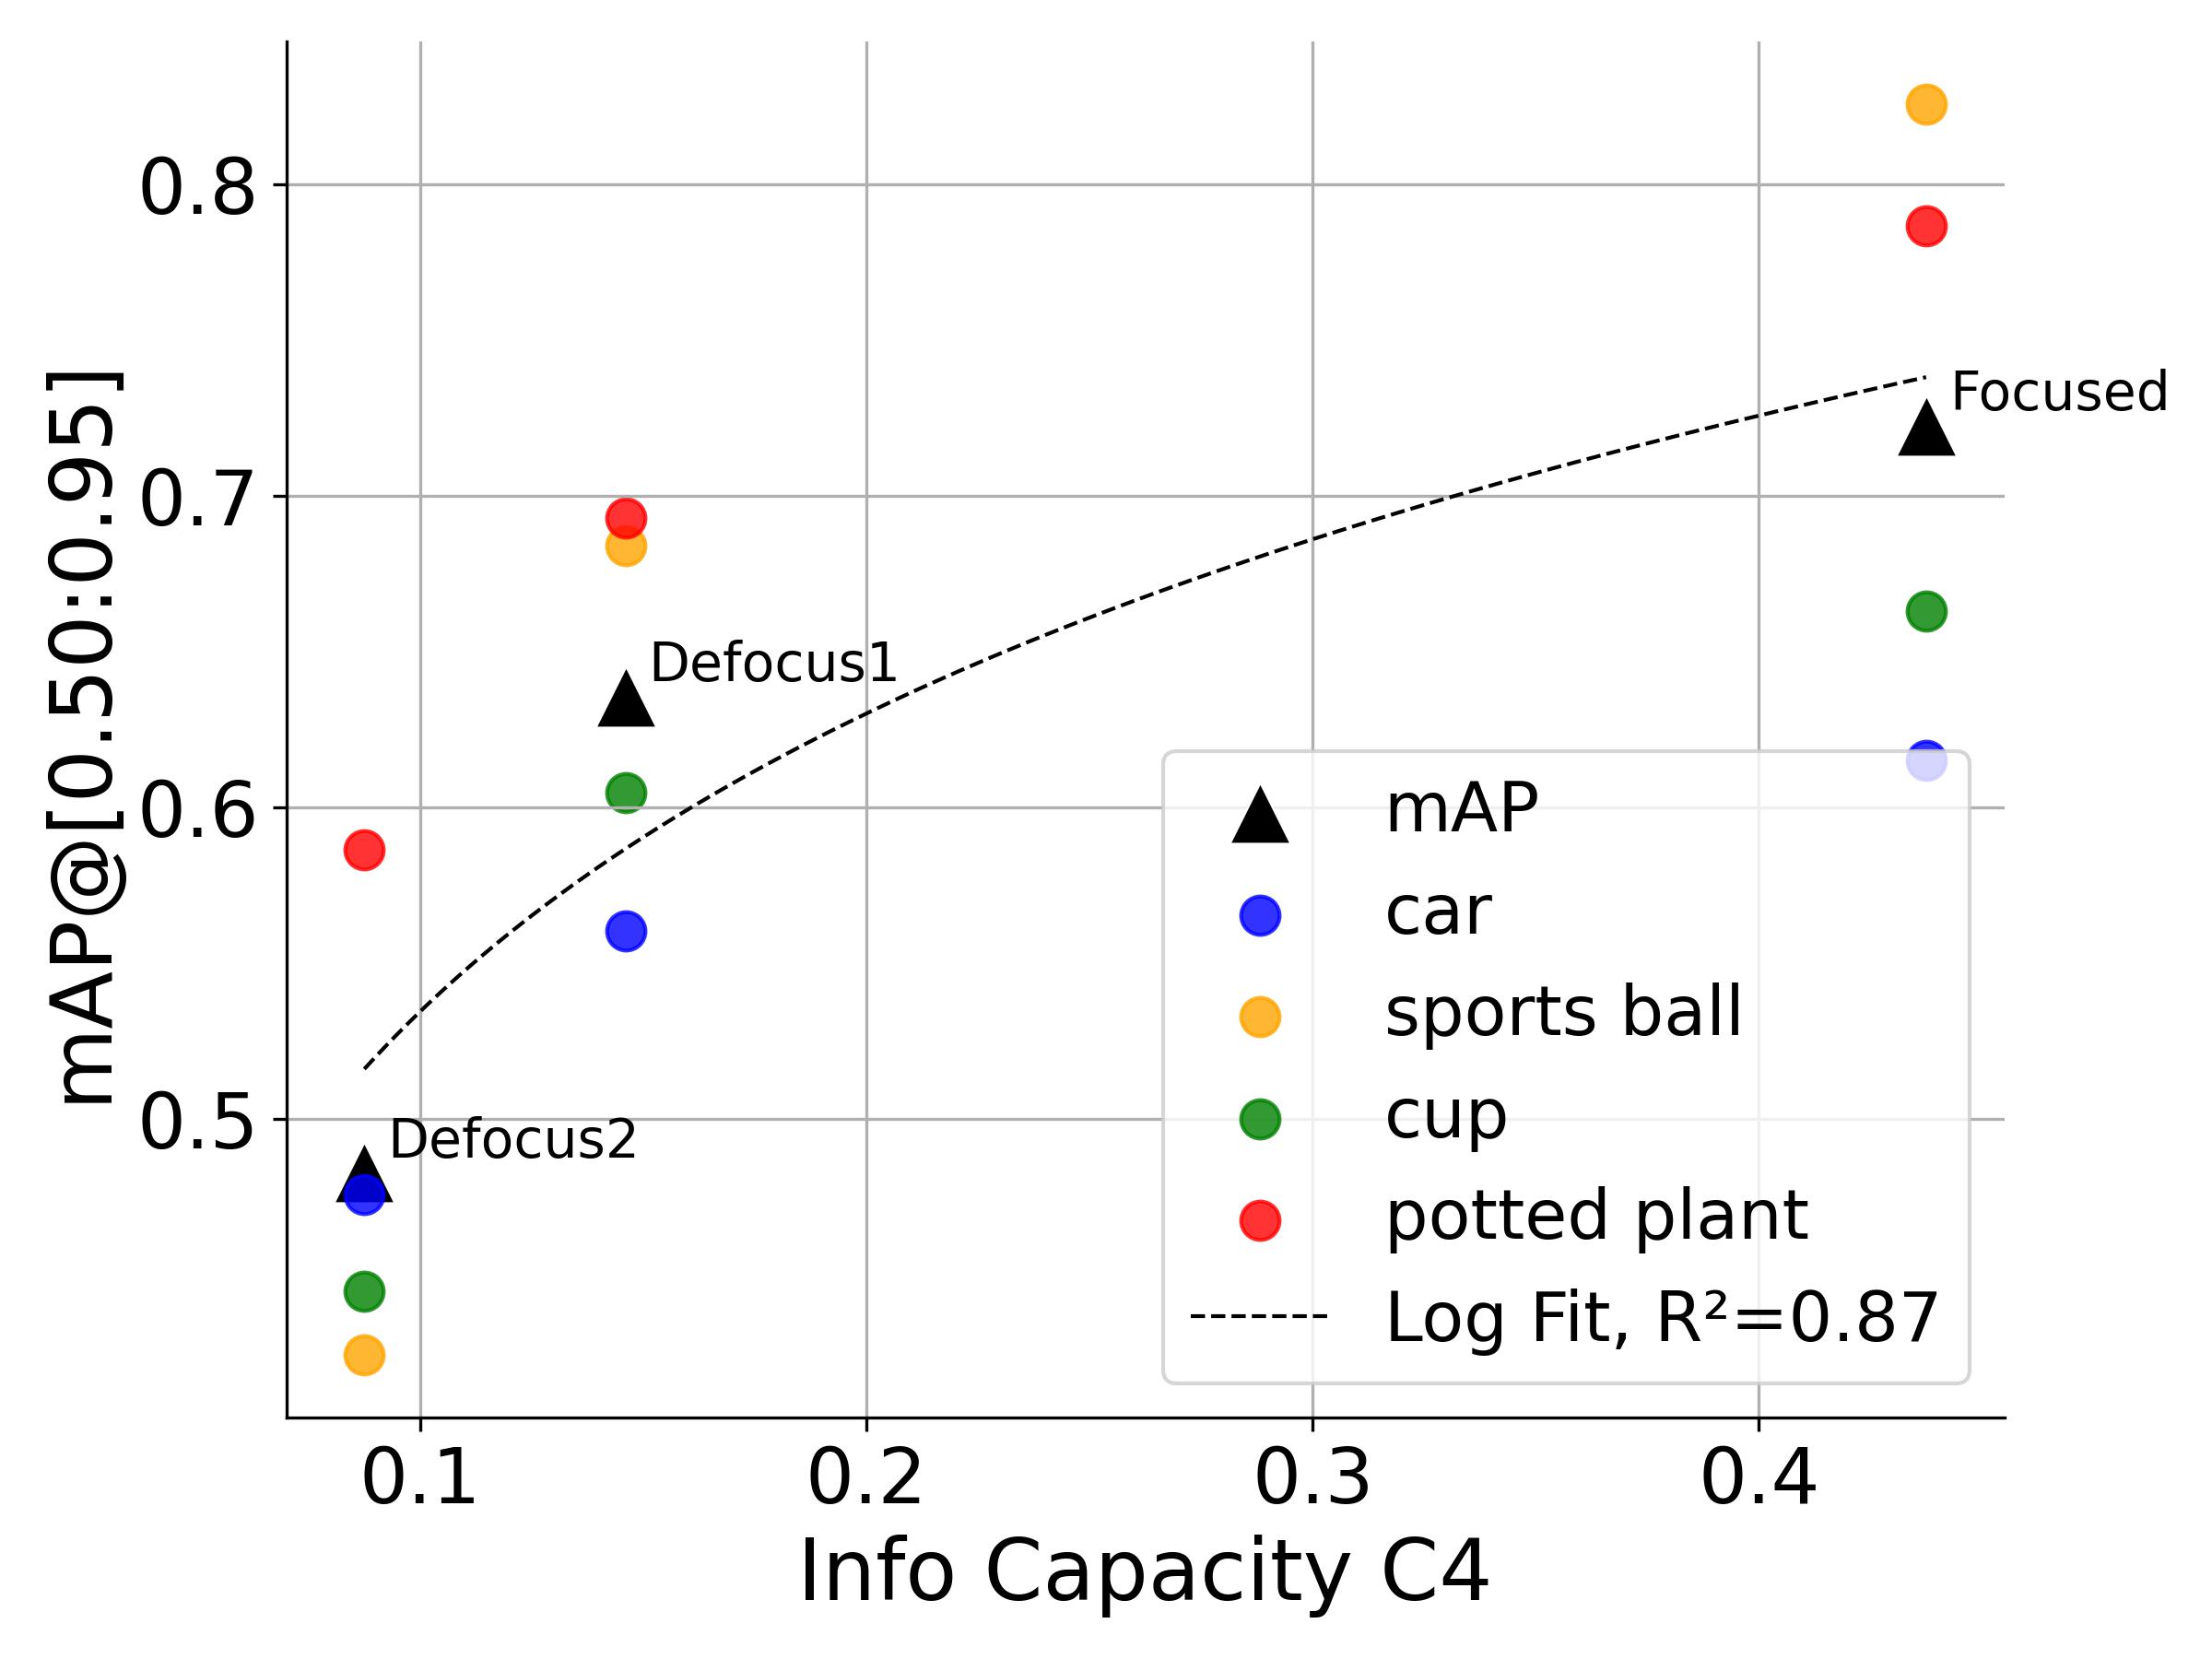 mAP@[0.50:0.95]
0.8
0.7
0.6
0.5
Focused
Defocus1
Defocus2
mAP
car
sports ball
cup
potted plant
Log Fit, R²=0.87
0.1
0.2
0.3
0.4
Info Capacity C4